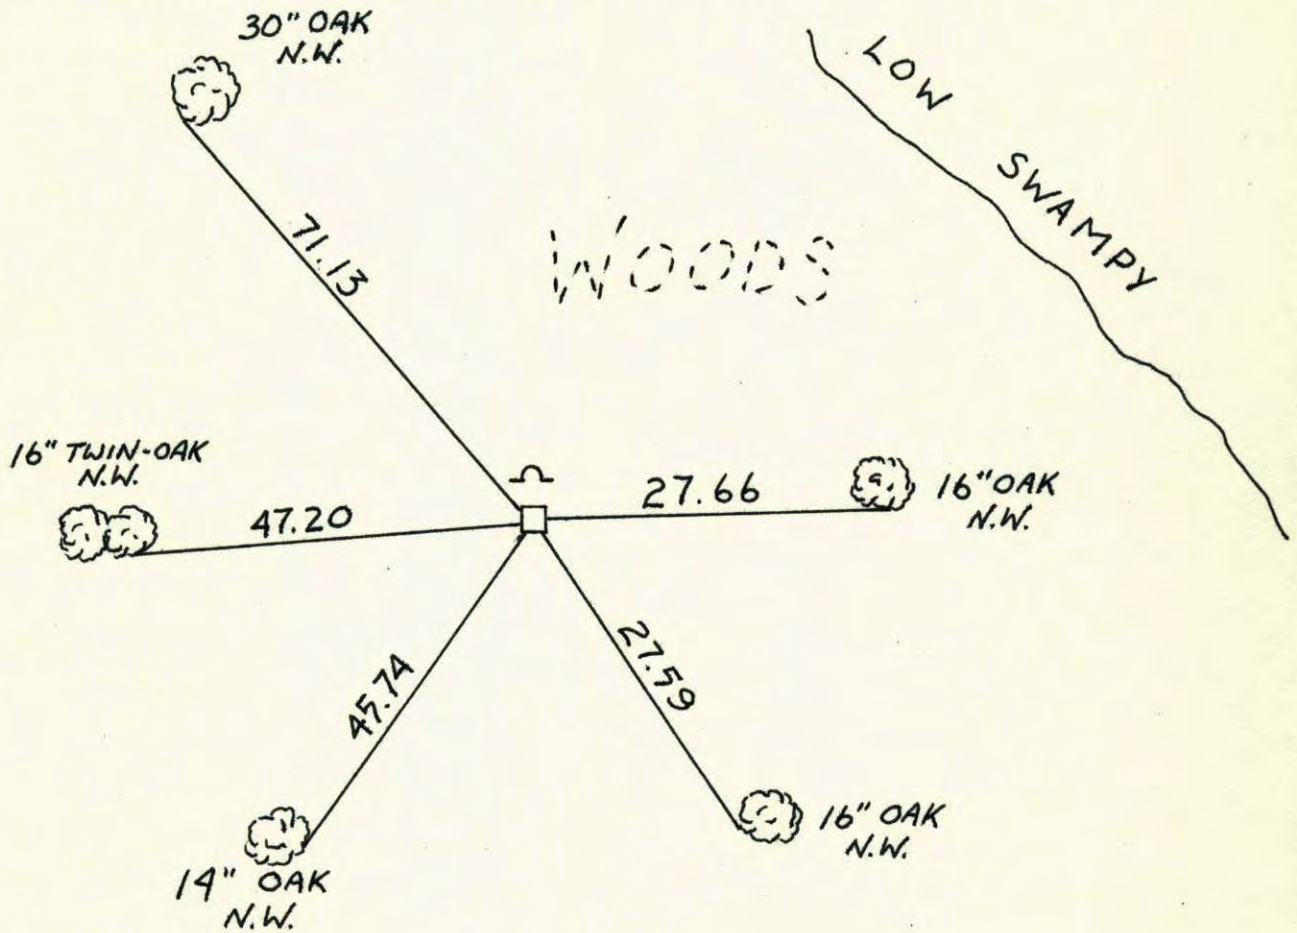 30" OAK
N.W.
LOW
SWAMPY
71.13
WOODS
16" TWIN-OAK
N.W.
47.20
27.66
16" OAK
N.W.
45.74
27.59
16" OAK
N.W.
14" OAK
N.W.